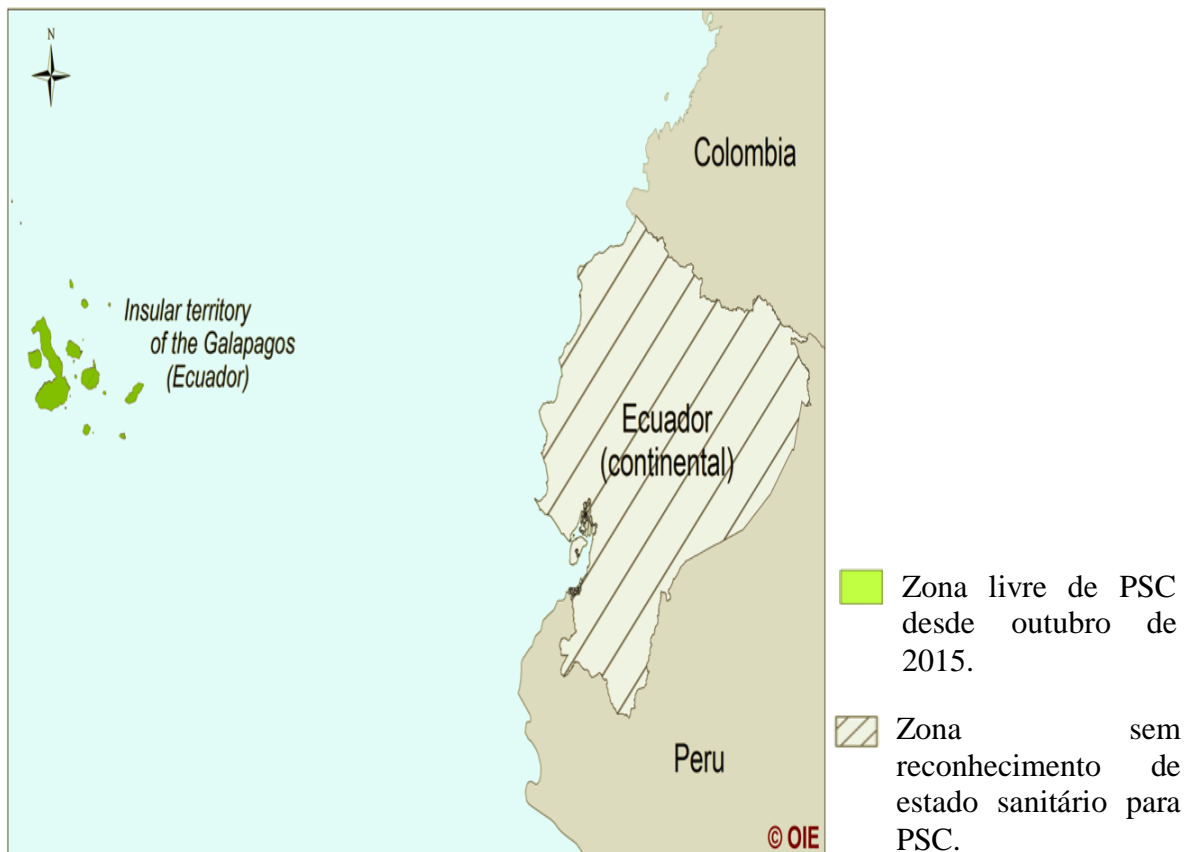 N
Colombia
Insular territory
of the Galapagos
(Ecuador)
Ecuador
(continental)
Peru
© OIE
Zona livre de PSC
desde outubro de
2015.
Zona sem
reconhecimento de
estado sanitário para
PSC.